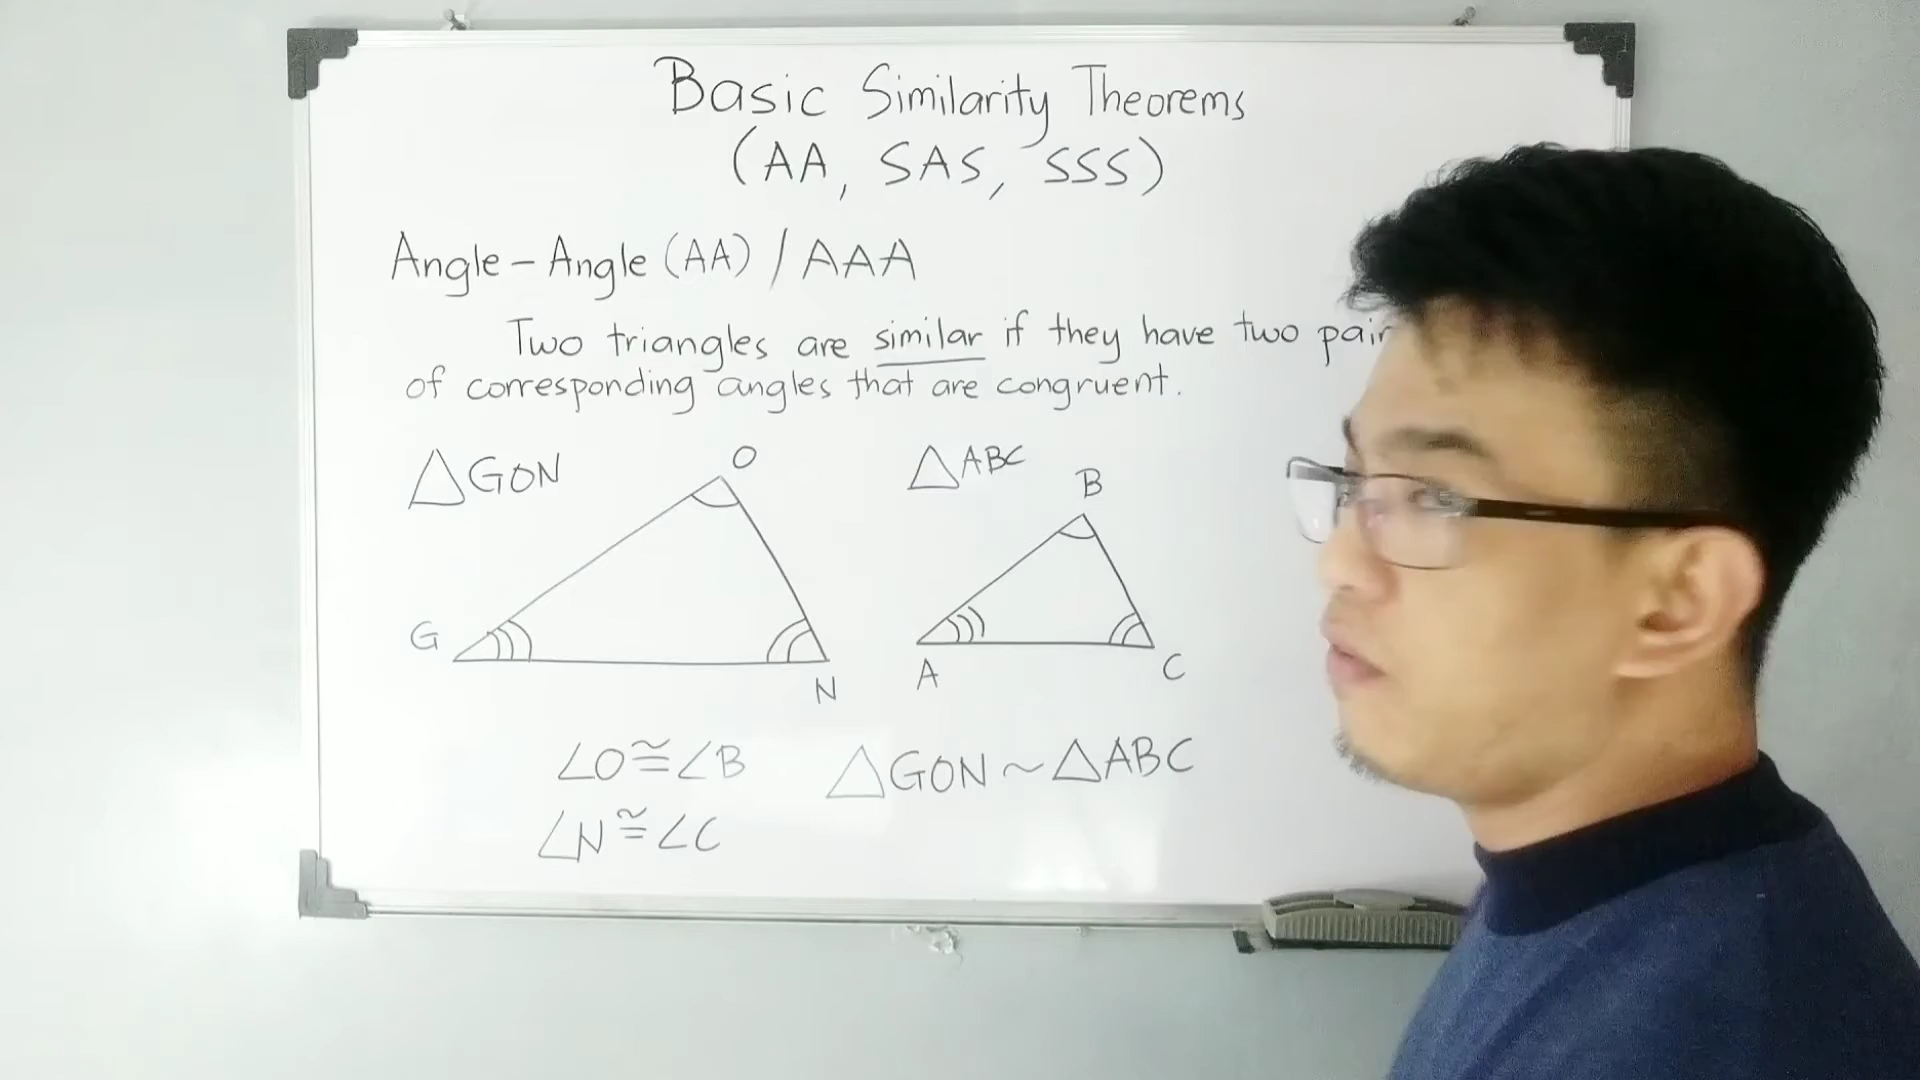 Basic Similarity Theorems
(AA, SAS, SSS)
Angle-Angle (AA) / AAA
Two triangles are similar if they have two pair
of corresponding angles that are congruent.
△GON
O
G
N
△ABC
B
A
C
∠O≅∠B
△GON~△ABC
∠N≅∠C